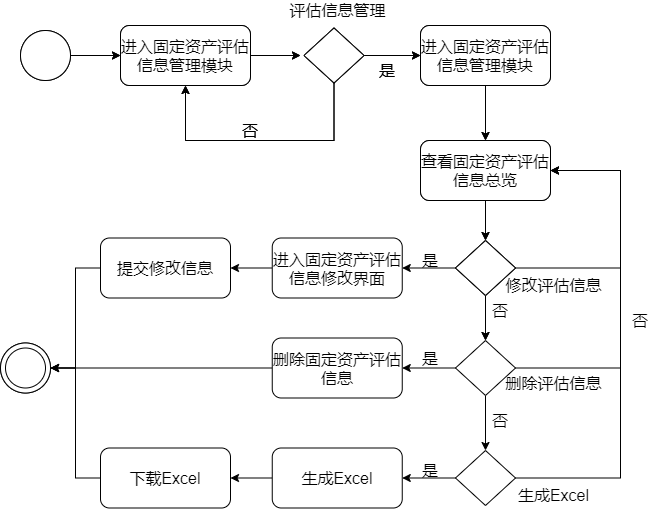 评估信息管理
进入固定资产评估
信息管理模块
是
进入固定资产评估
信息管理模块
否
查看固定资产评估
信息总览
提交修改信息
进入固定资产评估
信息修改界面
是
修改评估信息
否
否
删除固定资产评估
信息
是
删除评估信息
否
下载Excel
生成Excel
是
生成Excel